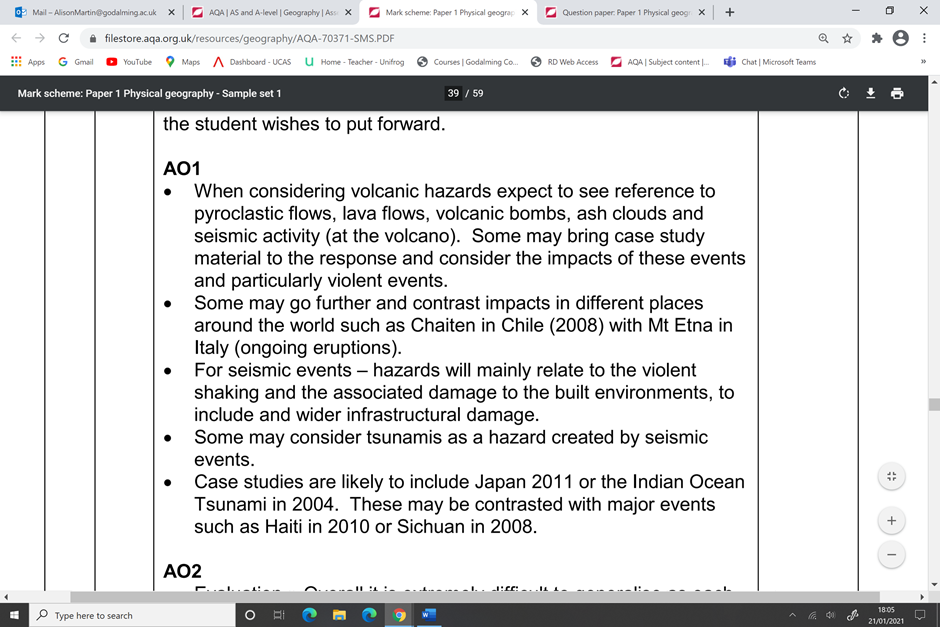 Mail – AlisonMartin@godalming.ac.uk
AQA | AS and A-level | Geography | Ass
Mark scheme: Paper 1 Physical geograp
Question paper: Paper 1 Physical geog
filestore.aqa.org.uk/resources/geography/AQA-70371-SMS.PDF
Apps
Gmail
YouTube
Maps
Dashboard - UCAS
Home - Teacher - Unifrog
Courses | Godalming Co...
RD Web Access
AQA | Subject content |...
Chat | Microsoft Teams
»
Mark scheme: Paper 1 Physical geography - Sample set 1
39 / 59
the student wishes to put forward.
AO1
• When considering volcanic hazards expect to see reference to
pyroclastic flows, lava flows, volcanic bombs, ash clouds and
seismic activity (at the volcano). Some may bring case study
material to the response and consider the impacts of these events
and particularly violent events.
• Some may go further and contrast impacts in different places
around the world such as Chaiten in Chile (2008) with Mt Etna in
Italy (ongoing eruptions).
• For seismic events – hazards will mainly relate to the violent
shaking and the associated damage to the built environments, to
include and wider infrastructural damage.
• Some may consider tsunamis as a hazard created by seismic
events.
• Case studies are likely to include Japan 2011 or the Indian Ocean
Tsunami in 2004. These may be contrasted with major events
such as Haiti in 2010 or Sichuan in 2008.
AO2
Evaluation – Overall it is extremely difficult to generalise as each
Type here to search
18:05
21/01/2021